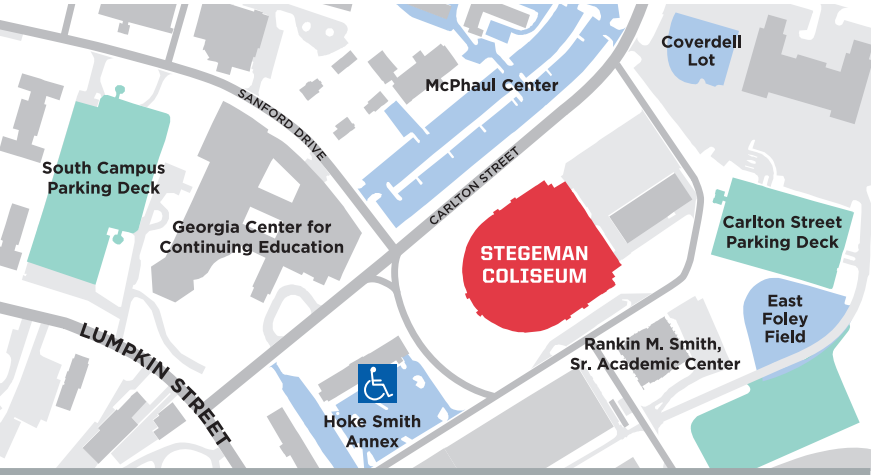 Coverdell
Lot
McPhaul Center
SANFORD DRIVE
South Campus
Parking Deck
CARLTON STREET
Georgia Center for
Continuing Education
Carlton Street
Parking Deck
STEGEMAN
COLISEUM
East
Foley
Field
LUMPKIN STREET
Rankin M. Smith,
Sr. Academic Center
Hoke Smith
Annex